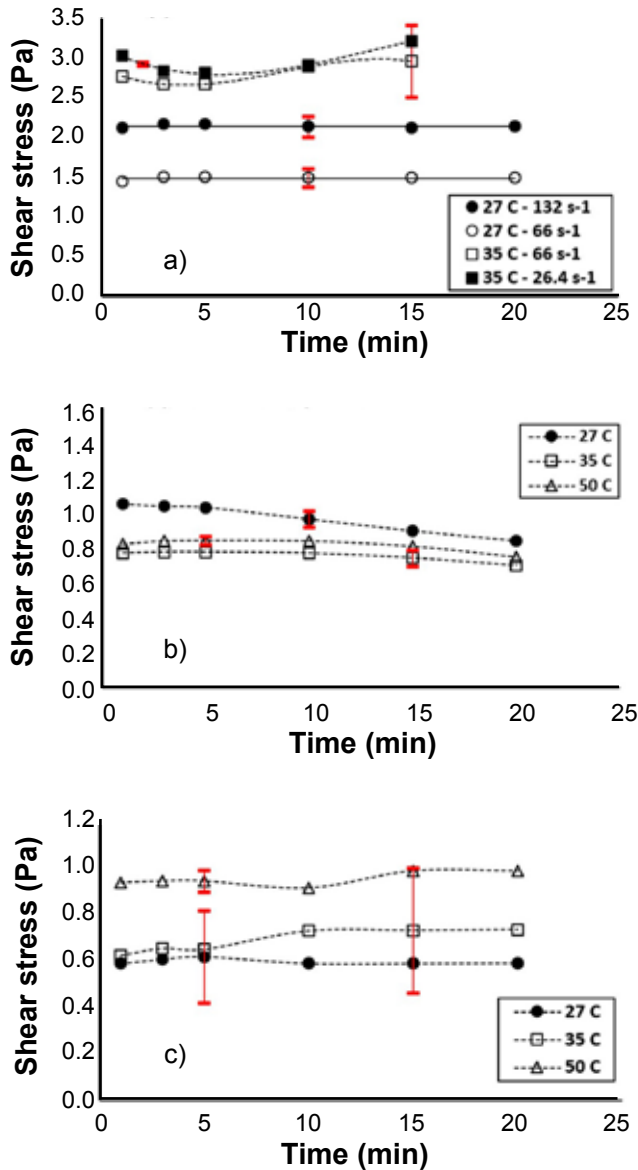 3.5
3.0
2.5
2.0
1.5
1.0
0.5
0.0
Shear stress (Pa)
a)
27 C - 132 s-1
27 C - 66 s-1
35 C - 66 s-1
35 C - 26.4 s-1
0 5 10 15 20 25
Time (min)
1.6
1.4
1.2
1.0
0.8
0.6
0.4
0.2
0.0
Shear stress (Pa)
b)
27 C
35 C
50 C
0 5 10 15 20 25
Time (min)
1.2
1.0
0.8
0.6
0.4
0.2
0.0
Shear stress (Pa)
c)
27 C
35 C
50 C
0 5 10 15 20 25
Time (min)